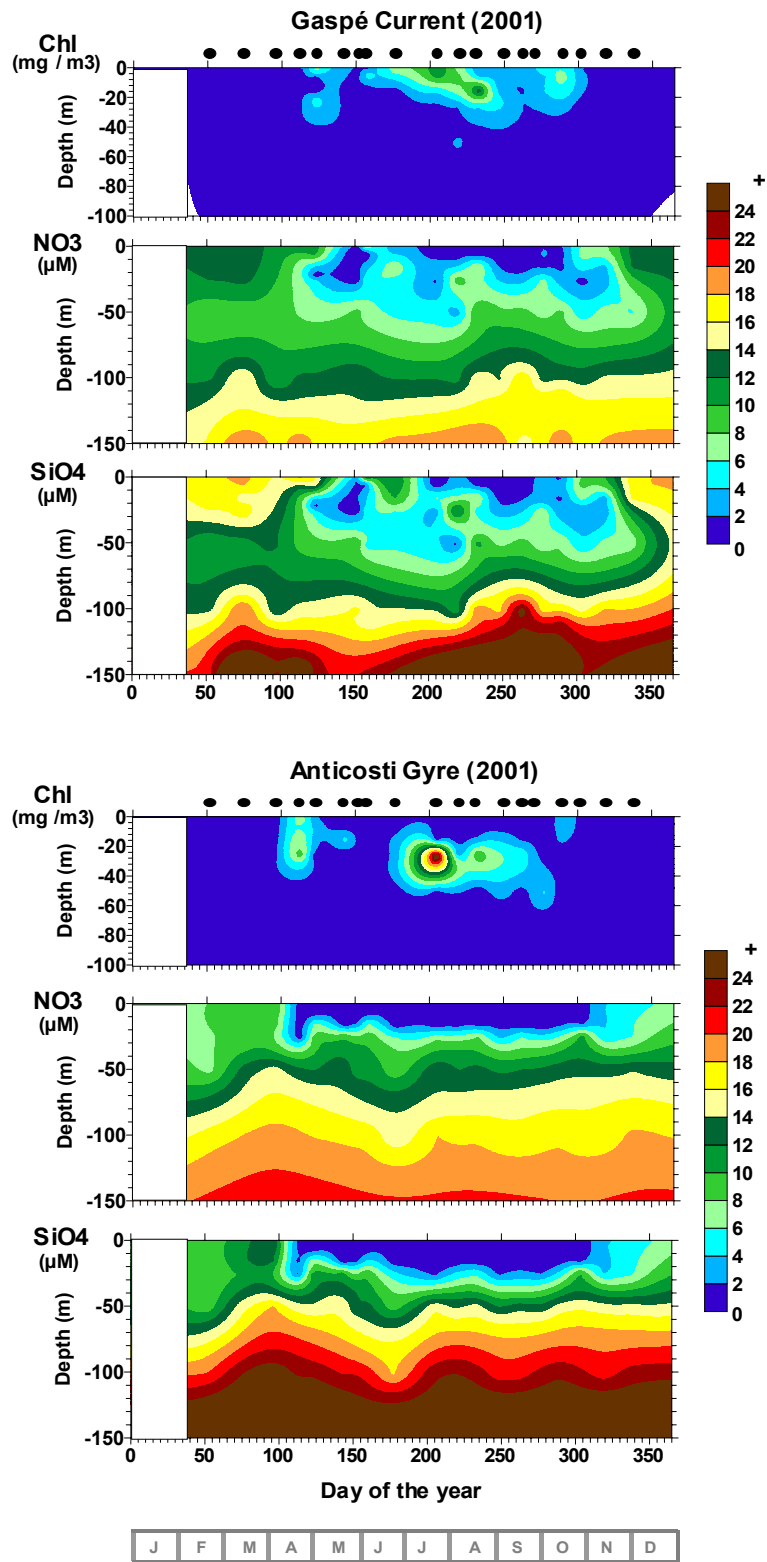 Gaspé Current (2001)
Chl
(mg / m3)
0
-20
-40
-60
-80
-100
Depth (m)
NO3
(µM)
0
-50
-100
-150
Depth (m)
SiO4
(µM)
0
-50
-100
-150
Depth (m)
0 50 100 150 200 250 300 350
+
24
22
20
18
16
14
12
10
8
6
4
2
0
Anticosti Gyre (2001)
Chl
(mg /m3)
0
-20
-40
-60
-80
-100
Depth (m)
NO3
(µM)
0
-50
-100
-150
Depth (m)
SiO4
(µM)
0
-50
-100
-150
Depth (m)
0 50 100 150 200 250 300 350
+
24
22
20
18
16
14
12
10
8
6
4
2
0
Day of the year
J F M A M J J A S O N D